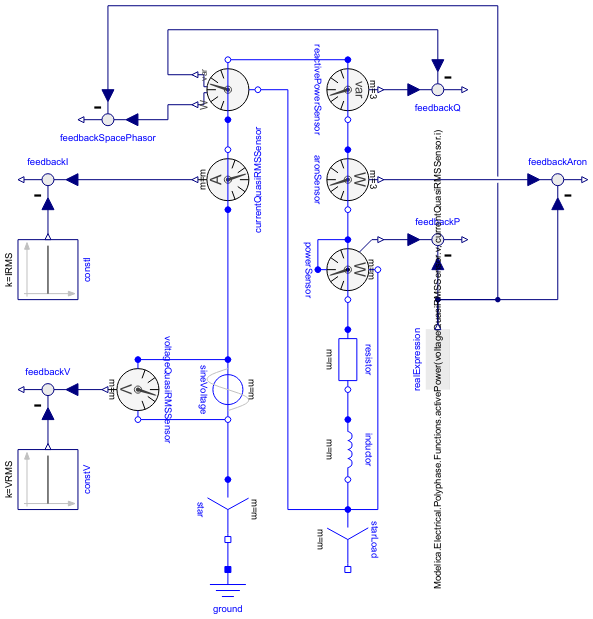 reactivePowerSensor
var
m=3
feedbackQ
feedbackSpacePhasor
feedbackI
A
m=m
currentQuasiRMSSensor
aronSensor
W
m=3
feedbackAron
k=IRMS
constI
powerSensor
W
m=m
feedbackP
realExpression
Modelica.Electrical.Polyphase.Functions.activePower(voltageQuasiRMSSensor.v,currentQuasiRMSSensor.i)
feedbackV
V
m=m
voltageQuasiRMSSensor
sineVoltage
m=m
resistor
m=m
k=VRMS
constV
inductor
m=m
star
m=m
starLoad
m=m
ground